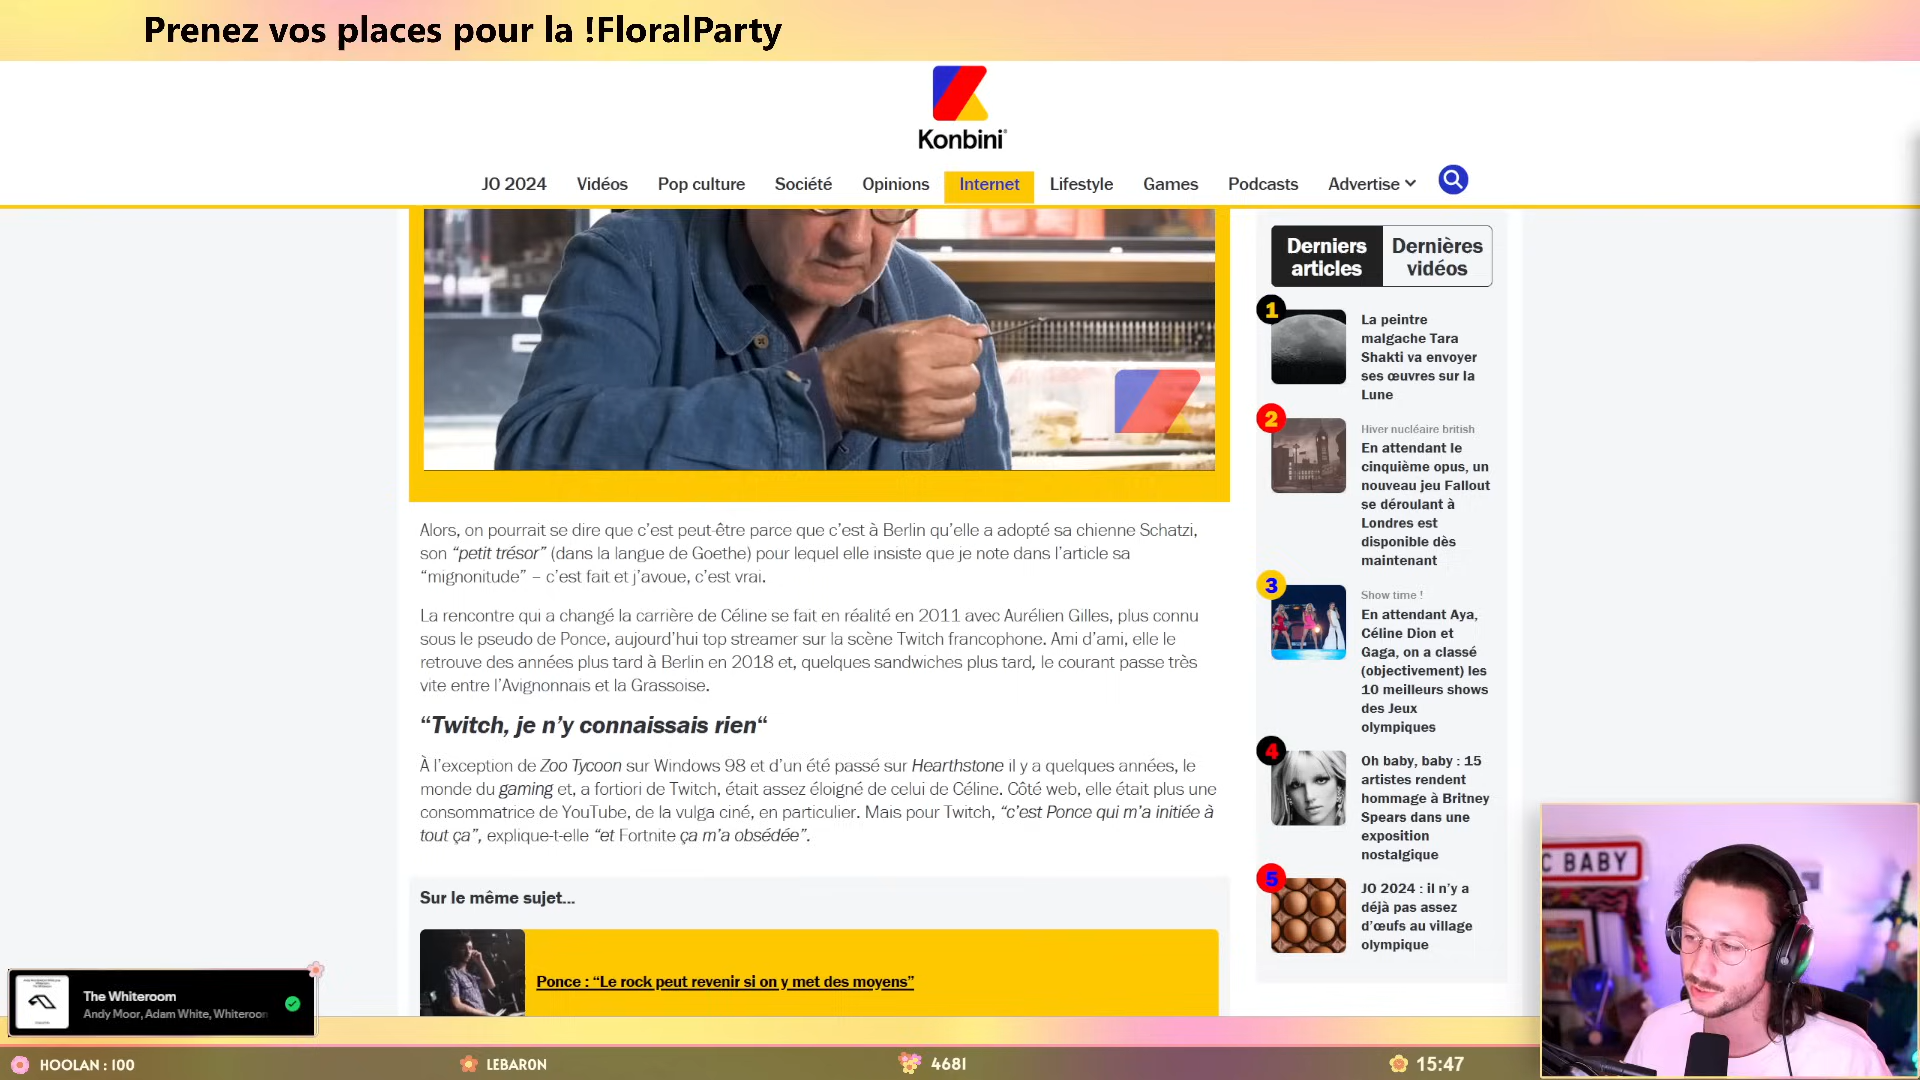 Prenez vos places pour la !FloralParty
Konbini
JO 2024 Vidéos Pop culture Société Opinions Internet Lifestyle Games Podcasts Advertise
Alors, on pourrait se dire que c’est peut-être parce que c’est à Berlin qu’elle a adopté sa chienne Schatzi,
son “petit trésor” (dans la langue de Goethe) pour lequel elle insiste que je note dans l’article sa
“mignonitude” – c’est fait et j’avoue, c’est vrai.
La rencontre qui a changé la carrière de Céline se fait en réalité en 2011 avec Aurélien Gilles, plus connu
sous le pseudo de Ponce, aujourd’hui top streamer sur la scène Twitch francophone. Ami d’ami, elle le
retrouve des années plus tard à Berlin en 2018 et, quelques sandwiches plus tard, le courant passe très
vite entre l’Avignonnais et la Grassoise.
“Twitch, je n’y connaissais rien“
À l’exception de Zoo Tycoon sur Windows 98 et d’un été passé sur Hearthstone il y a quelques années, le
monde du gaming et, a fortiori de Twitch, était assez éloigné de celui de Céline. Côté web, elle était plus une
consommatrice de YouTube, de la vulga ciné, en particulier. Mais pour Twitch, “c’est Ponce qui m’a initiée à
tout ça”, explique-t-elle “et Fortnite ça m’a obsédée”.
Sur le même sujet...
Ponce : “Le rock peut revenir si on y met des moyens”
Derniers
articles
Dernières
vidéos
1
La peintre
malgache Tara
Shakti va envoyer
ses œuvres sur la
Lune
2
Hiver nucléaire british
En attendant le
cinquième opus, un
nouveau jeu Fallout
se déroulant à
Londres est
disponible dès
maintenant
3
Show time !
En attendant Aya,
Céline Dion et
Gaga, on a classé
(objectivement) les
10 meilleurs shows
des Jeux
olympiques
4
Oh baby, baby : 15
artistes rendent
hommage à Britney
Spears dans une
exposition
nostalgique
5
JO 2024 : il n’y a
déjà pas assez
d’œufs au village
olympique
C BABY
The Whiteroom
Andy Moor, Adam White, Whiteroom
HOOLAN : 100
LEBARON
4681
15:47